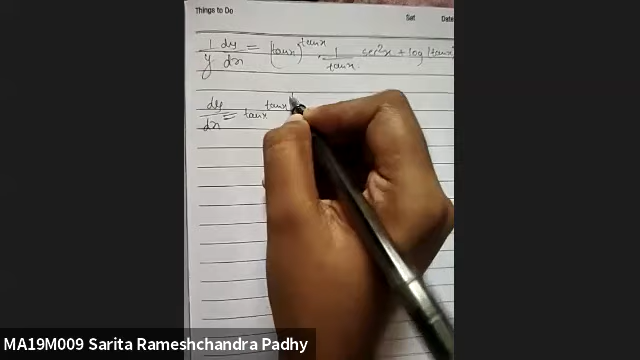 Things to Do
Sat Date
1/y dy/dx = (tanx)^tanx · 1/tanx · sec²x + log(tanx)
dy/dx = tanx^tanx
MA19M009 Sarita Rameshchandra Padhy